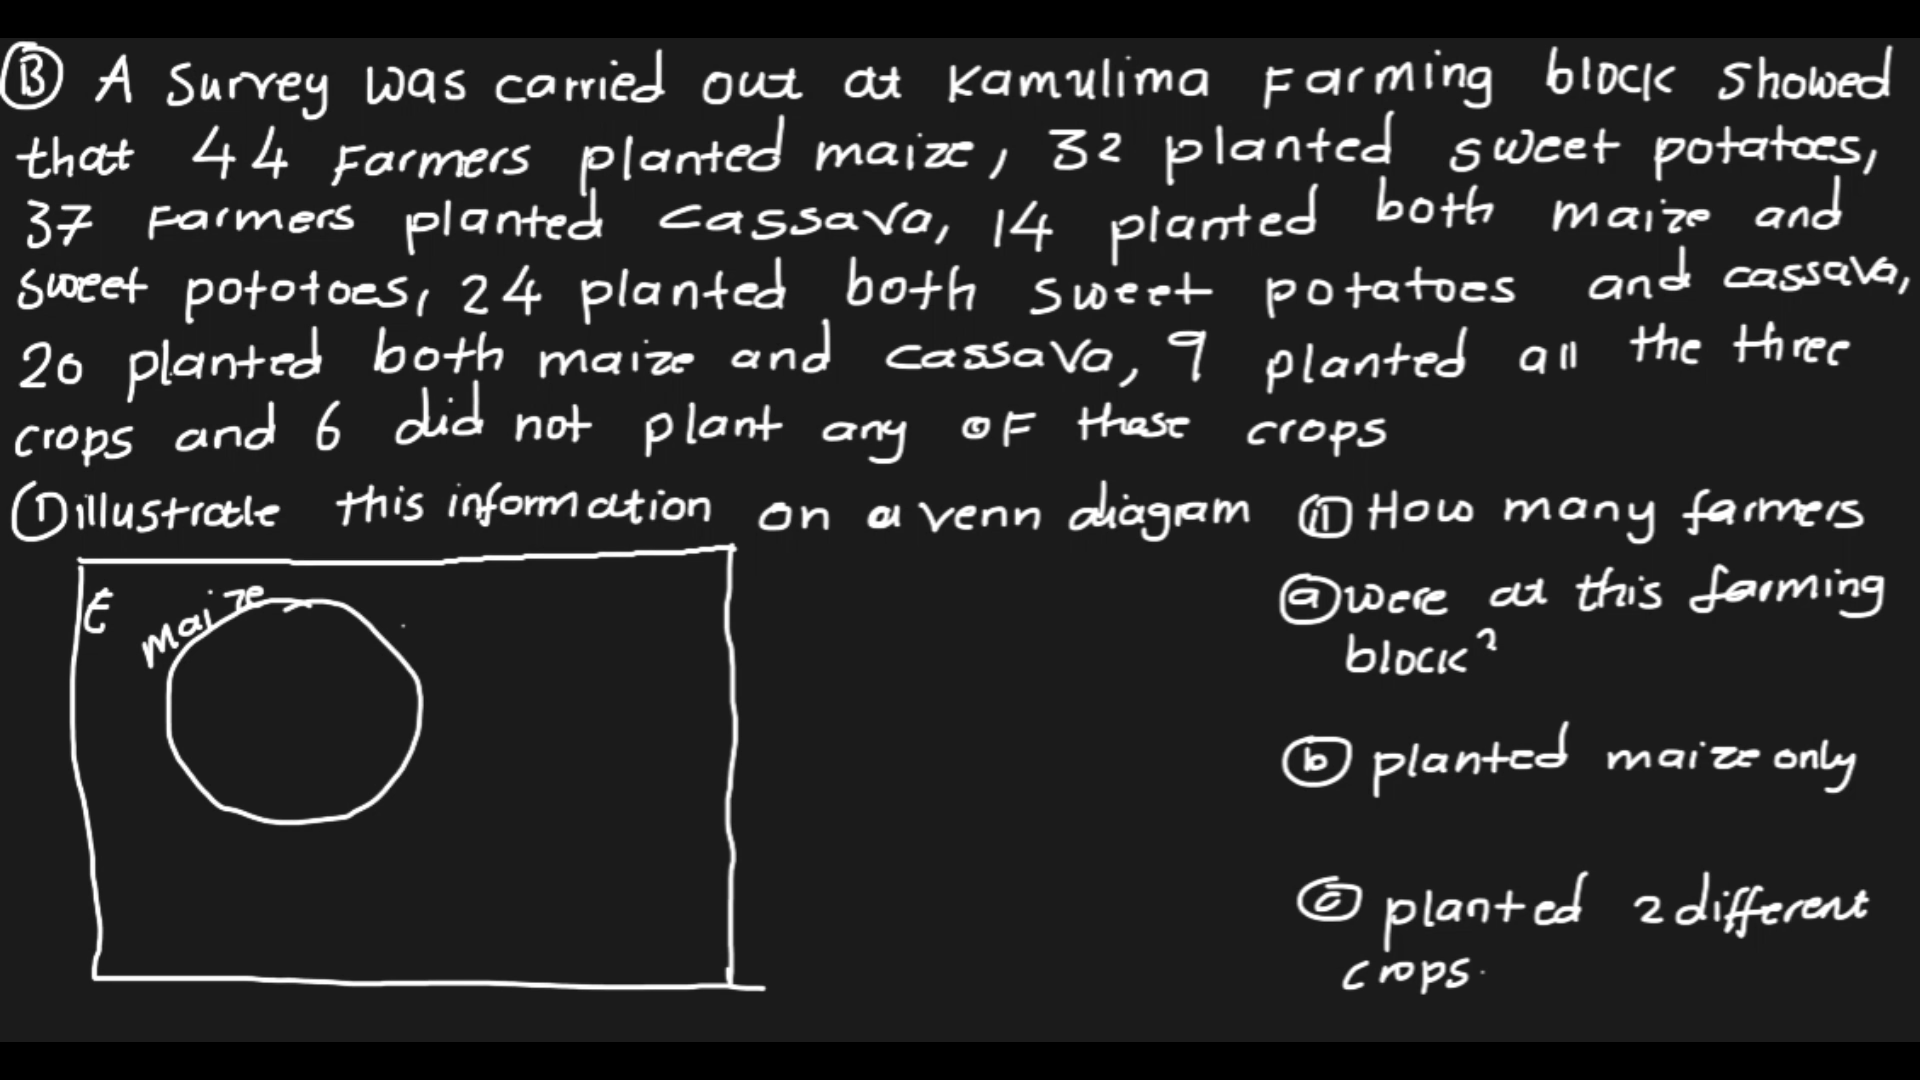 B A Survey was carried out at Kamulima Farming block showed
that 44 Farmers planted maize, 32 planted sweet potatoes,
37 Farmers planted cassava, 14 planted both maize and
sweet pototoes, 24 planted both sweet potatoes and cassava,
20 planted both maize and cassava, 9 planted all the three
crops and 6 did not plant any of these crops
i illustrate this information on a venn diagram
E
maize
ii How many farmers
a were at this farming
block?
b planted maize only
c planted 2 different
crops.